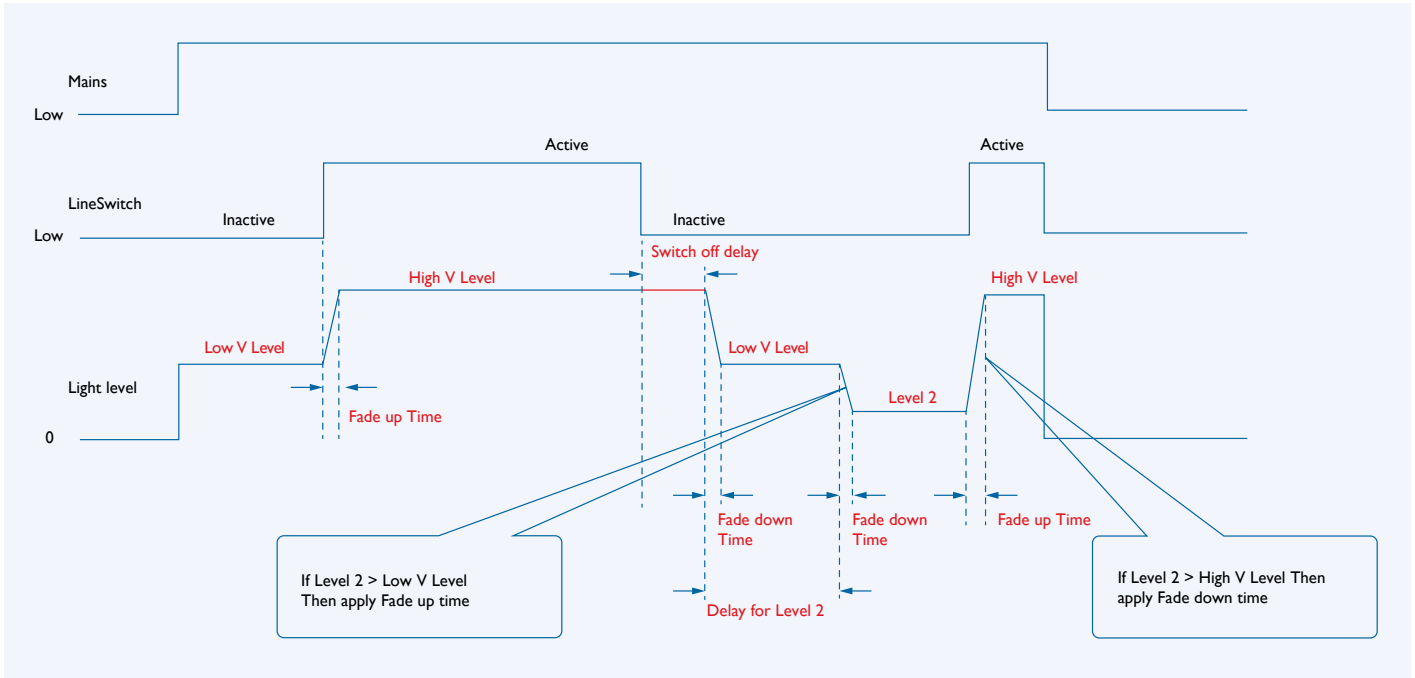 Mains
Low
Active
Active
LineSwitch
Inactive
Inactive
Low
Switch off delay
High V Level
High V Level
Low V Level
Low V Level
Light level
Level 2
Fade up Time
0
Fade down
Time
Fade down
Time
Fade up Time
If Level 2 > Low V Level
Then apply Fade up time
If Level 2 > High V Level Then
apply Fade down time
Delay for Level 2